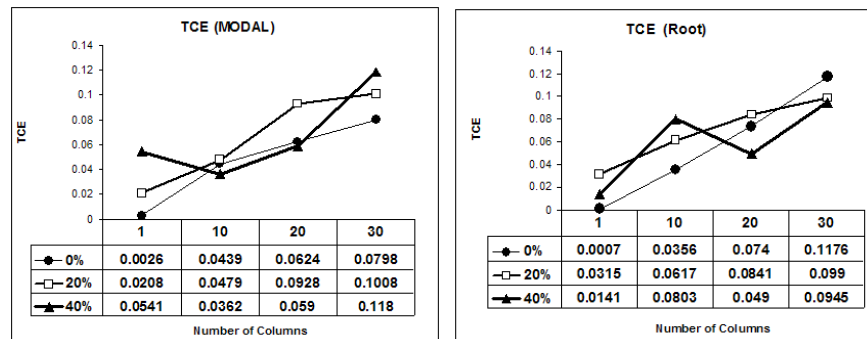 TCE (MODAL)
0.14
0.12
0.1
0.08
0.06
0.04
0.02
0
TCE
1 10 20 30
0% 0.0026 0.0439 0.0624 0.0798
20% 0.0208 0.0479 0.0928 0.1008
40% 0.0541 0.0362 0.059 0.118
Number of Columns
TCE (Root)
0.14
0.12
0.1
0.08
0.06
0.04
0.02
0
TCE
1 10 20 30
0% 0.0007 0.0356 0.074 0.1176
20% 0.0315 0.0617 0.0841 0.099
40% 0.0141 0.0803 0.049 0.0945
Number of Columns